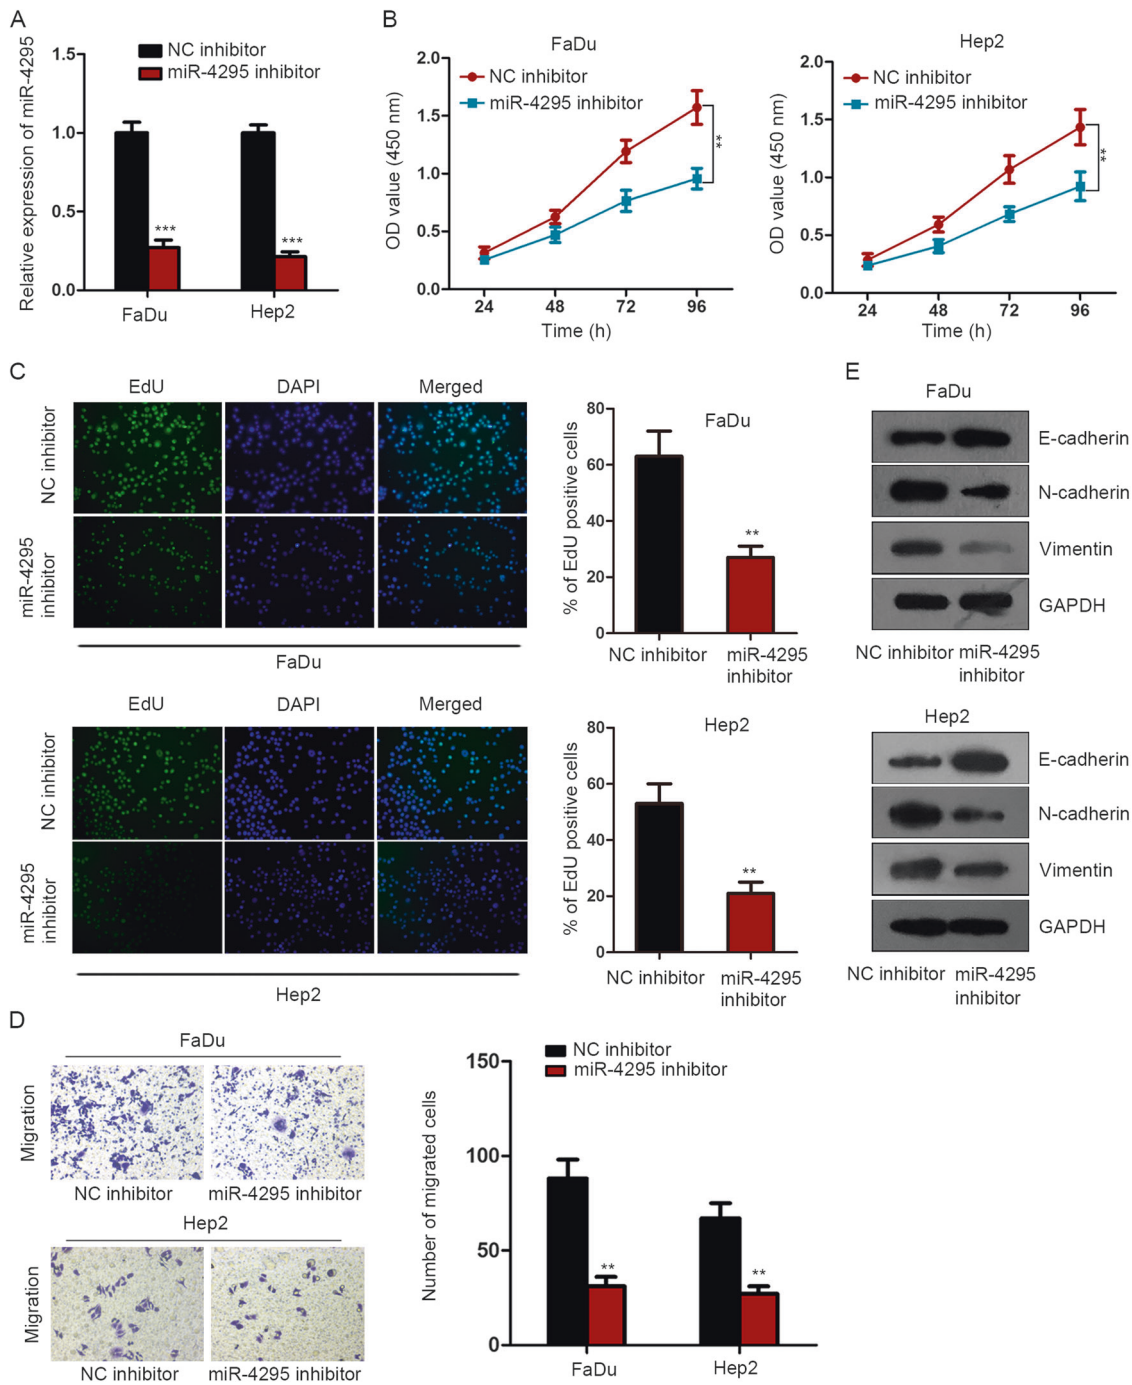 A
Relative expression of miR-4295
NC inhibitor
miR-4295 inhibitor
1.5
1.0
0.5
0.0
***
***
FaDu
Hep2
B
FaDu
OD value (450 nm)
2.0
1.5
1.0
0.5
0.0
NC inhibitor
miR-4295 inhibitor
**
24 48 72 96
Time (h)
Hep2
OD value (450 nm)
2.0
1.5
1.0
0.5
0.0
NC inhibitor
miR-4295 inhibitor
**
24 48 72 96
Time (h)
C
EdU DAPI Merged
NC inhibitor
miR-4295
inhibitor
FaDu
% of EdU positive cells
80
60
40
20
0
FaDu
**
NC inhibitor
miR-4295
inhibitor
EdU DAPI Merged
NC inhibitor
miR-4295
inhibitor
Hep2
% of EdU positive cells
80
60
40
20
0
Hep2
**
NC inhibitor
miR-4295
inhibitor
E
FaDu
E-cadherin
N-cadherin
Vimentin
GAPDH
NC inhibitor miR-4295
inhibitor
Hep2
E-cadherin
N-cadherin
Vimentin
GAPDH
NC inhibitor miR-4295
inhibitor
D
FaDu
Migration
NC inhibitor miR-4295 inhibitor
Hep2
Migration
NC inhibitor miR-4295 inhibitor
Number of migrated cells
150
100
50
0
NC inhibitor
miR-4295 inhibitor
**
**
FaDu
Hep2